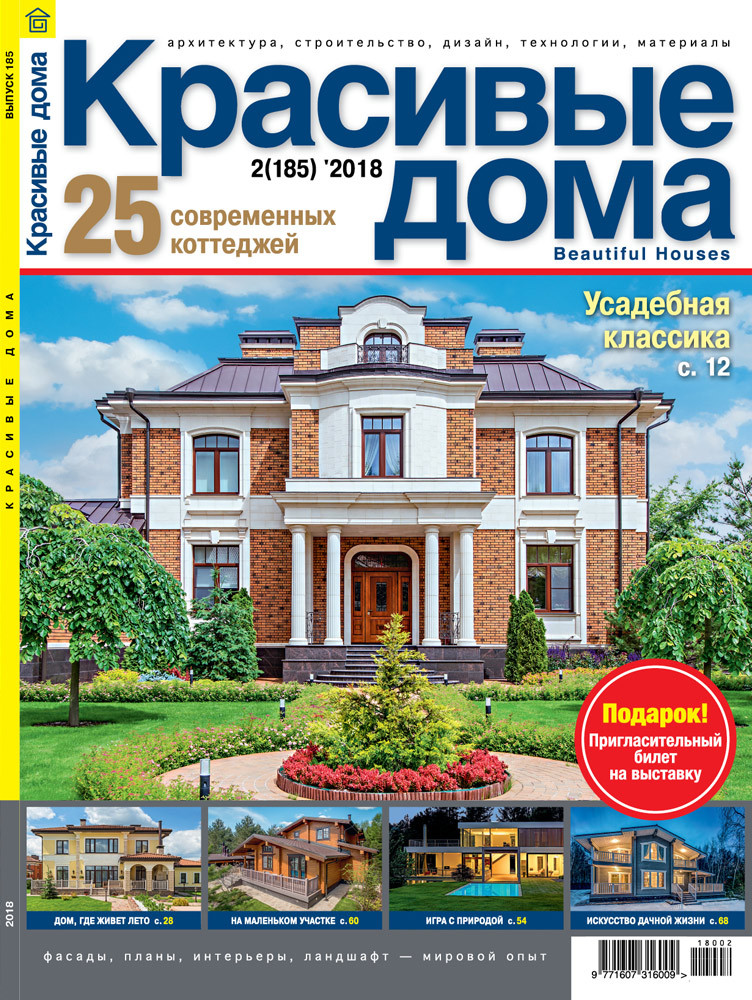 архитектура, строительство, дизайн, технологии, материалы
Красивые
дома
2(185) '2018
Beautiful Houses
25
современных
коттеджей
ВЫПУСК 185
Красивые дома
КРАСИВЫЕ ДОМА
2018
Усадебная
классика
с. 12
Подарок!
Пригласительный
билет
на выставку
ДОМ, ГДЕ ЖИВЕТ ЛЕТО с.28
НА МАЛЕНЬКОМ УЧАСТКЕ с.60
ИГРА С ПРИРОДОЙ с.54
ИСКУССТВО ДАЧНОЙ ЖИЗНИ с.68
фасады, планы, интерьеры, ландшафт — мировой опыт
18002
9 771607 316009 >